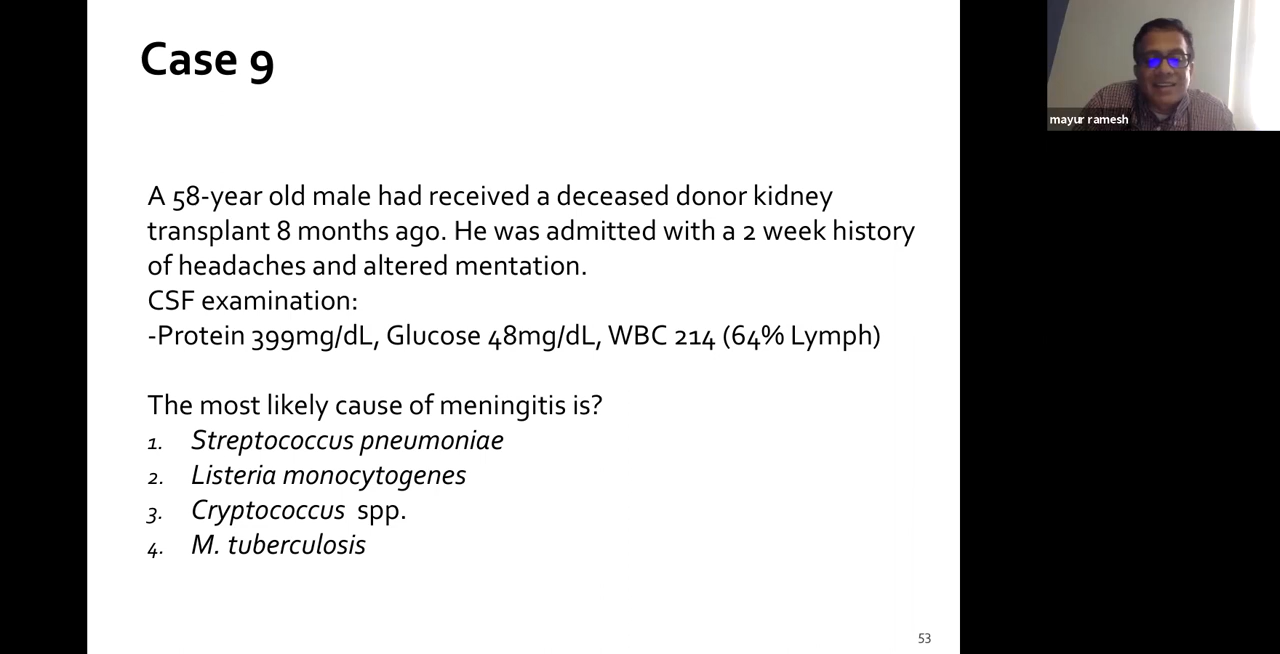 Case 9
mayur ramesh
A 58-year old male had received a deceased donor kidney
transplant 8 months ago. He was admitted with a 2 week history
of headaches and altered mentation.
CSF examination:
-Protein 399mg/dL, Glucose 48mg/dL, WBC 214 (64% Lymph)
The most likely cause of meningitis is?
1. Streptococcus pneumoniae
2. Listeria monocytogenes
3. Cryptococcus spp.
4. M. tuberculosis
53